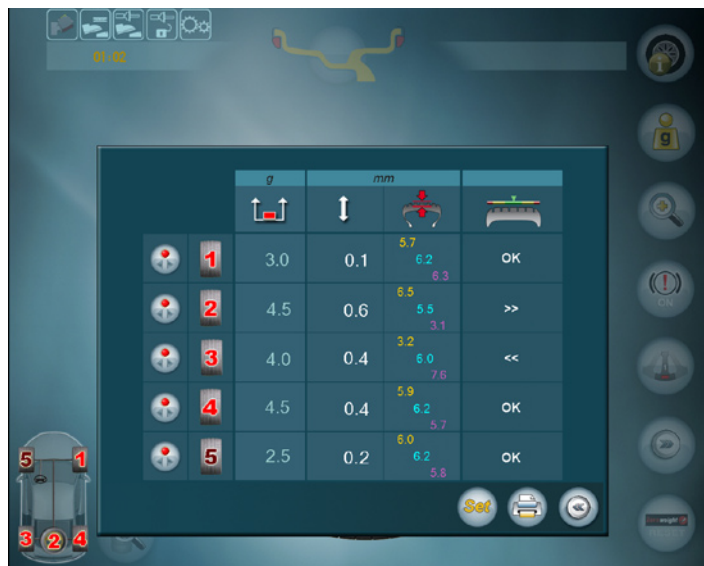 01:02
g mm
g
1 3.0 0.1 5.7 6.2 6.3 OK
2 4.5 0.6 6.5 5.5 3.1 >>
ON
3 4.0 0.4 3.2 6.0 7.6 <<
4 4.5 0.4 5.9 6.2 5.7 OK
5 2.5 0.2 6.0 6.2 5.8 OK
5 1
Set
3 2 4